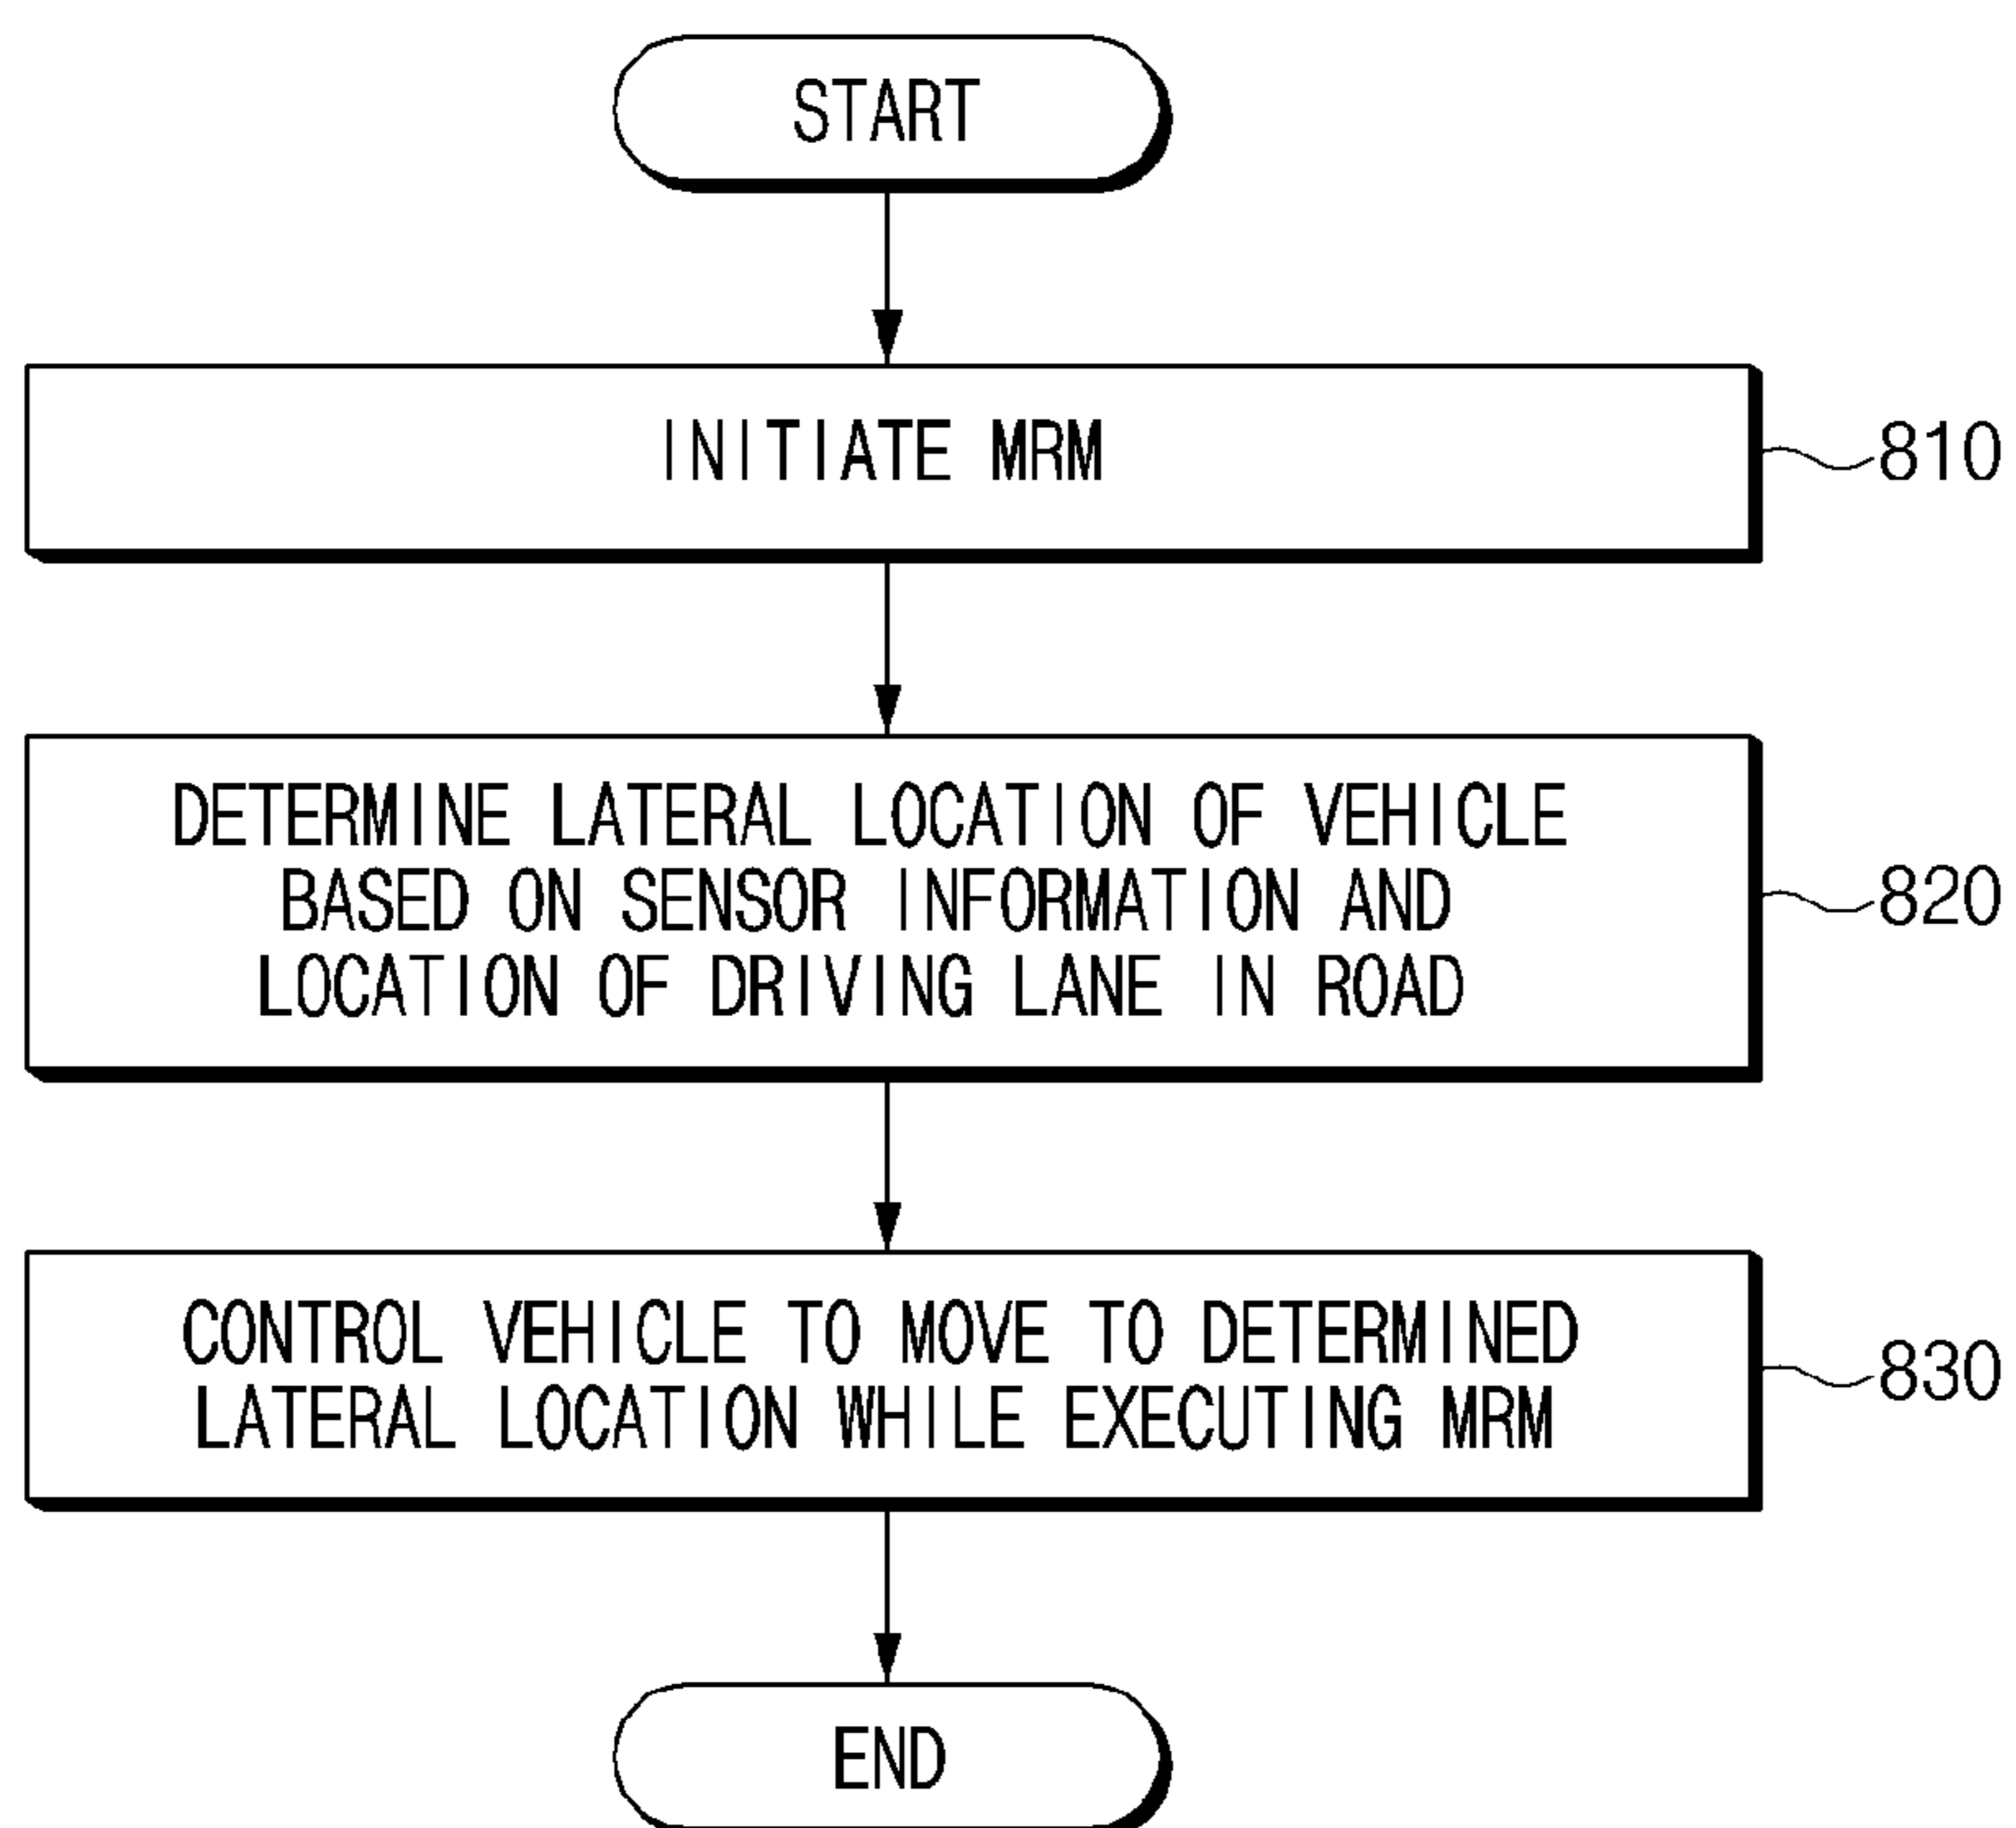 START
INITIATE MRM
810
DETERMINE LATERAL LOCATION OF VEHICLE
BASED ON SENSOR INFORMATION AND
LOCATION OF DRIVING LANE IN ROAD
820
CONTROL VEHICLE TO MOVE TO DETERMINED
LATERAL LOCATION WHILE EXECUTING MRM
830
END